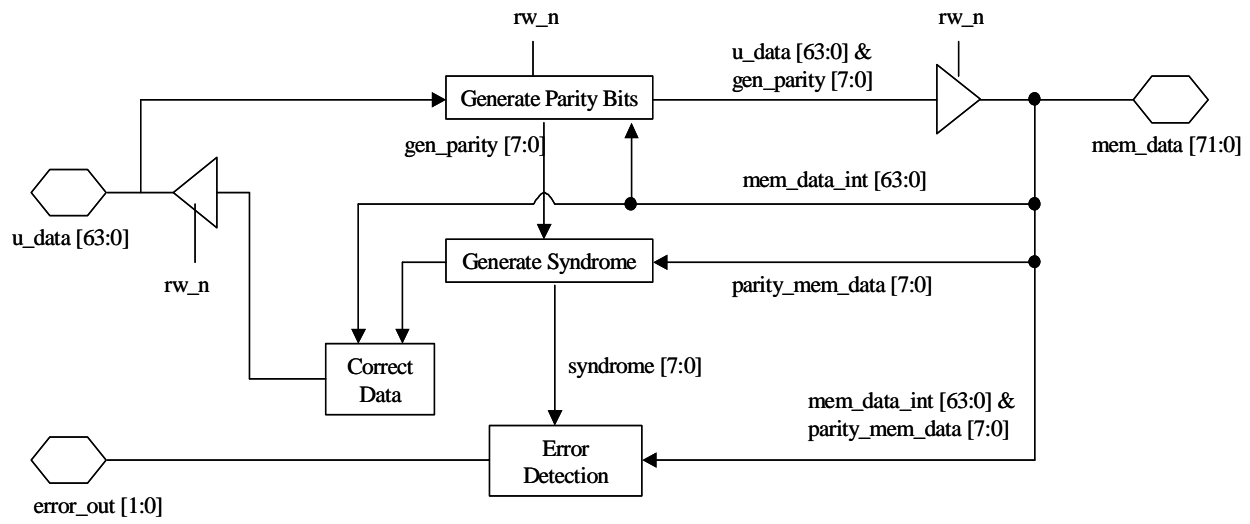 rw_n
rw_n
u_data [63:0] &
gen_parity [7:0]
Generate Parity Bits
gen_parity [7:0]
mem_data [71:0]
mem_data_int [63:0]
u_data [63:0]
Generate Syndrome
rw_n
parity_mem_data [7:0]
Correct
Data
syndrome [7:0]
mem_data_int [63:0] &
parity_mem_data [7:0]
Error
Detection
error_out [1:0]